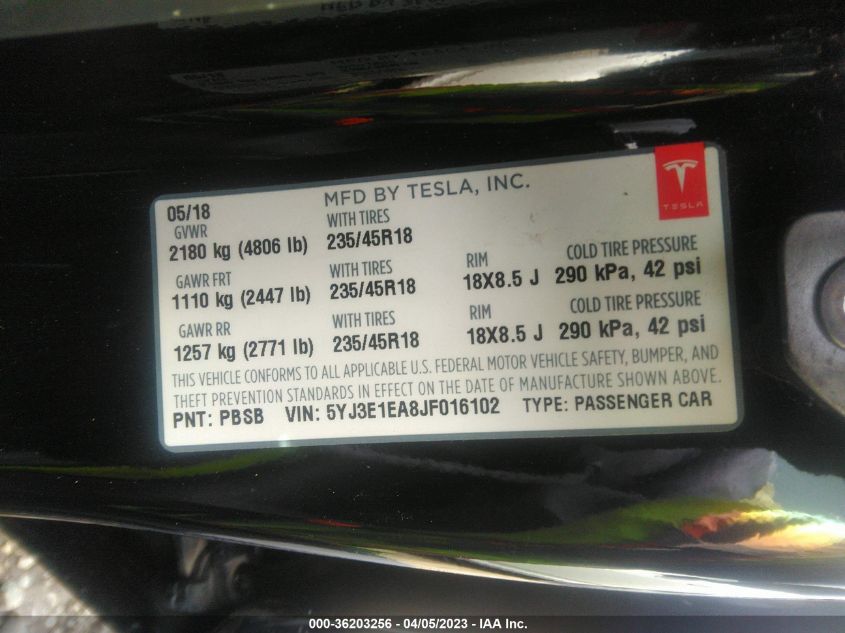 MFD BY TESLA, INC.
TESLA
05/18
GVWR WITH TIRES
2180 kg (4806 lb) 235/45R18
GAWR FRT WITH TIRES RIM COLD TIRE PRESSURE
1110 kg (2447 lb) 235/45R18 18X8.5 J 290 kPa, 42 psi
GAWR RR WITH TIRES RIM COLD TIRE PRESSURE
1257 kg (2771 lb) 235/45R18 18X8.5 J 290 kPa, 42 psi
THIS VEHICLE CONFORMS TO ALL APPLICABLE U.S. FEDERAL MOTOR VEHICLE SAFETY, BUMPER, AND
THEFT PREVENTION STANDARDS IN EFFECT ON THE DATE OF MANUFACTURE SHOWN ABOVE.
PNT: PBSB VIN: 5YJ3E1EA8JF016102 TYPE: PASSENGER CAR
000-36203256 - 04/05/2023 - IAA Inc.